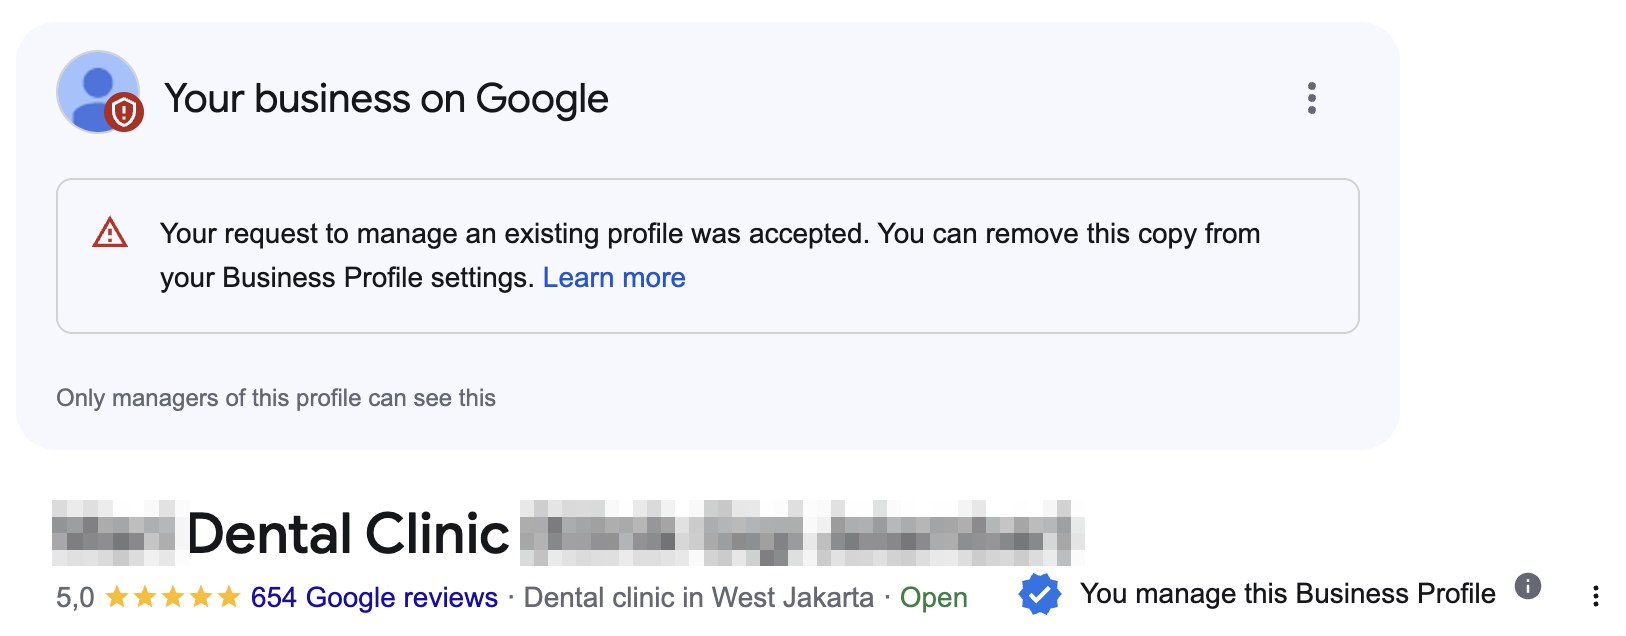 Your business on Google
Your request to manage an existing profile was accepted. You can remove this copy from
your Business Profile settings. Learn more
Only managers of this profile can see this
Dental Clinic
5,0 654 Google reviews · Dental clinic in West Jakarta · Open You manage this Business Profile